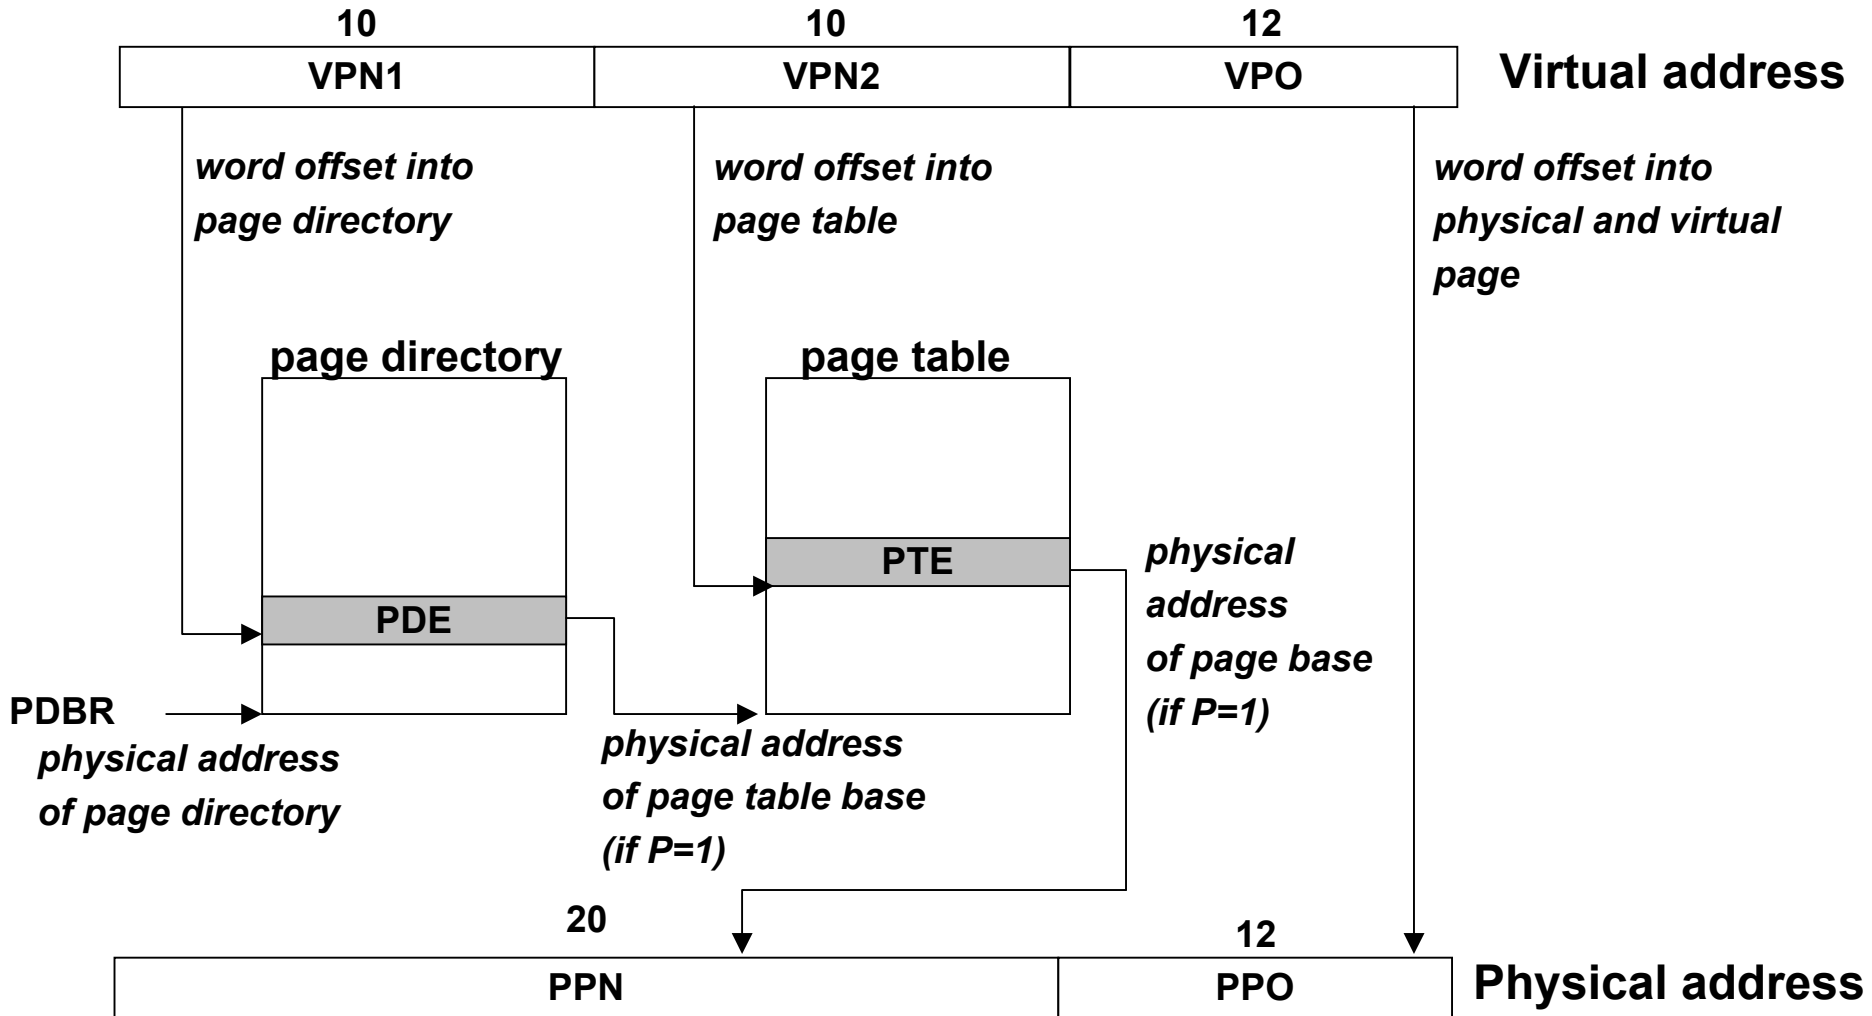 10 10 12
VPN1 VPN2 VPO Virtual address
word offset into
page directory
word offset into
page table
word offset into
physical and virtual
page
page directory
page table
PTE
PDE
physical
address
of page base
(if P=1)
PDBR
physical address
of page directory
physical address
of page table base
(if P=1)
20 12
PPN PPO Physical address